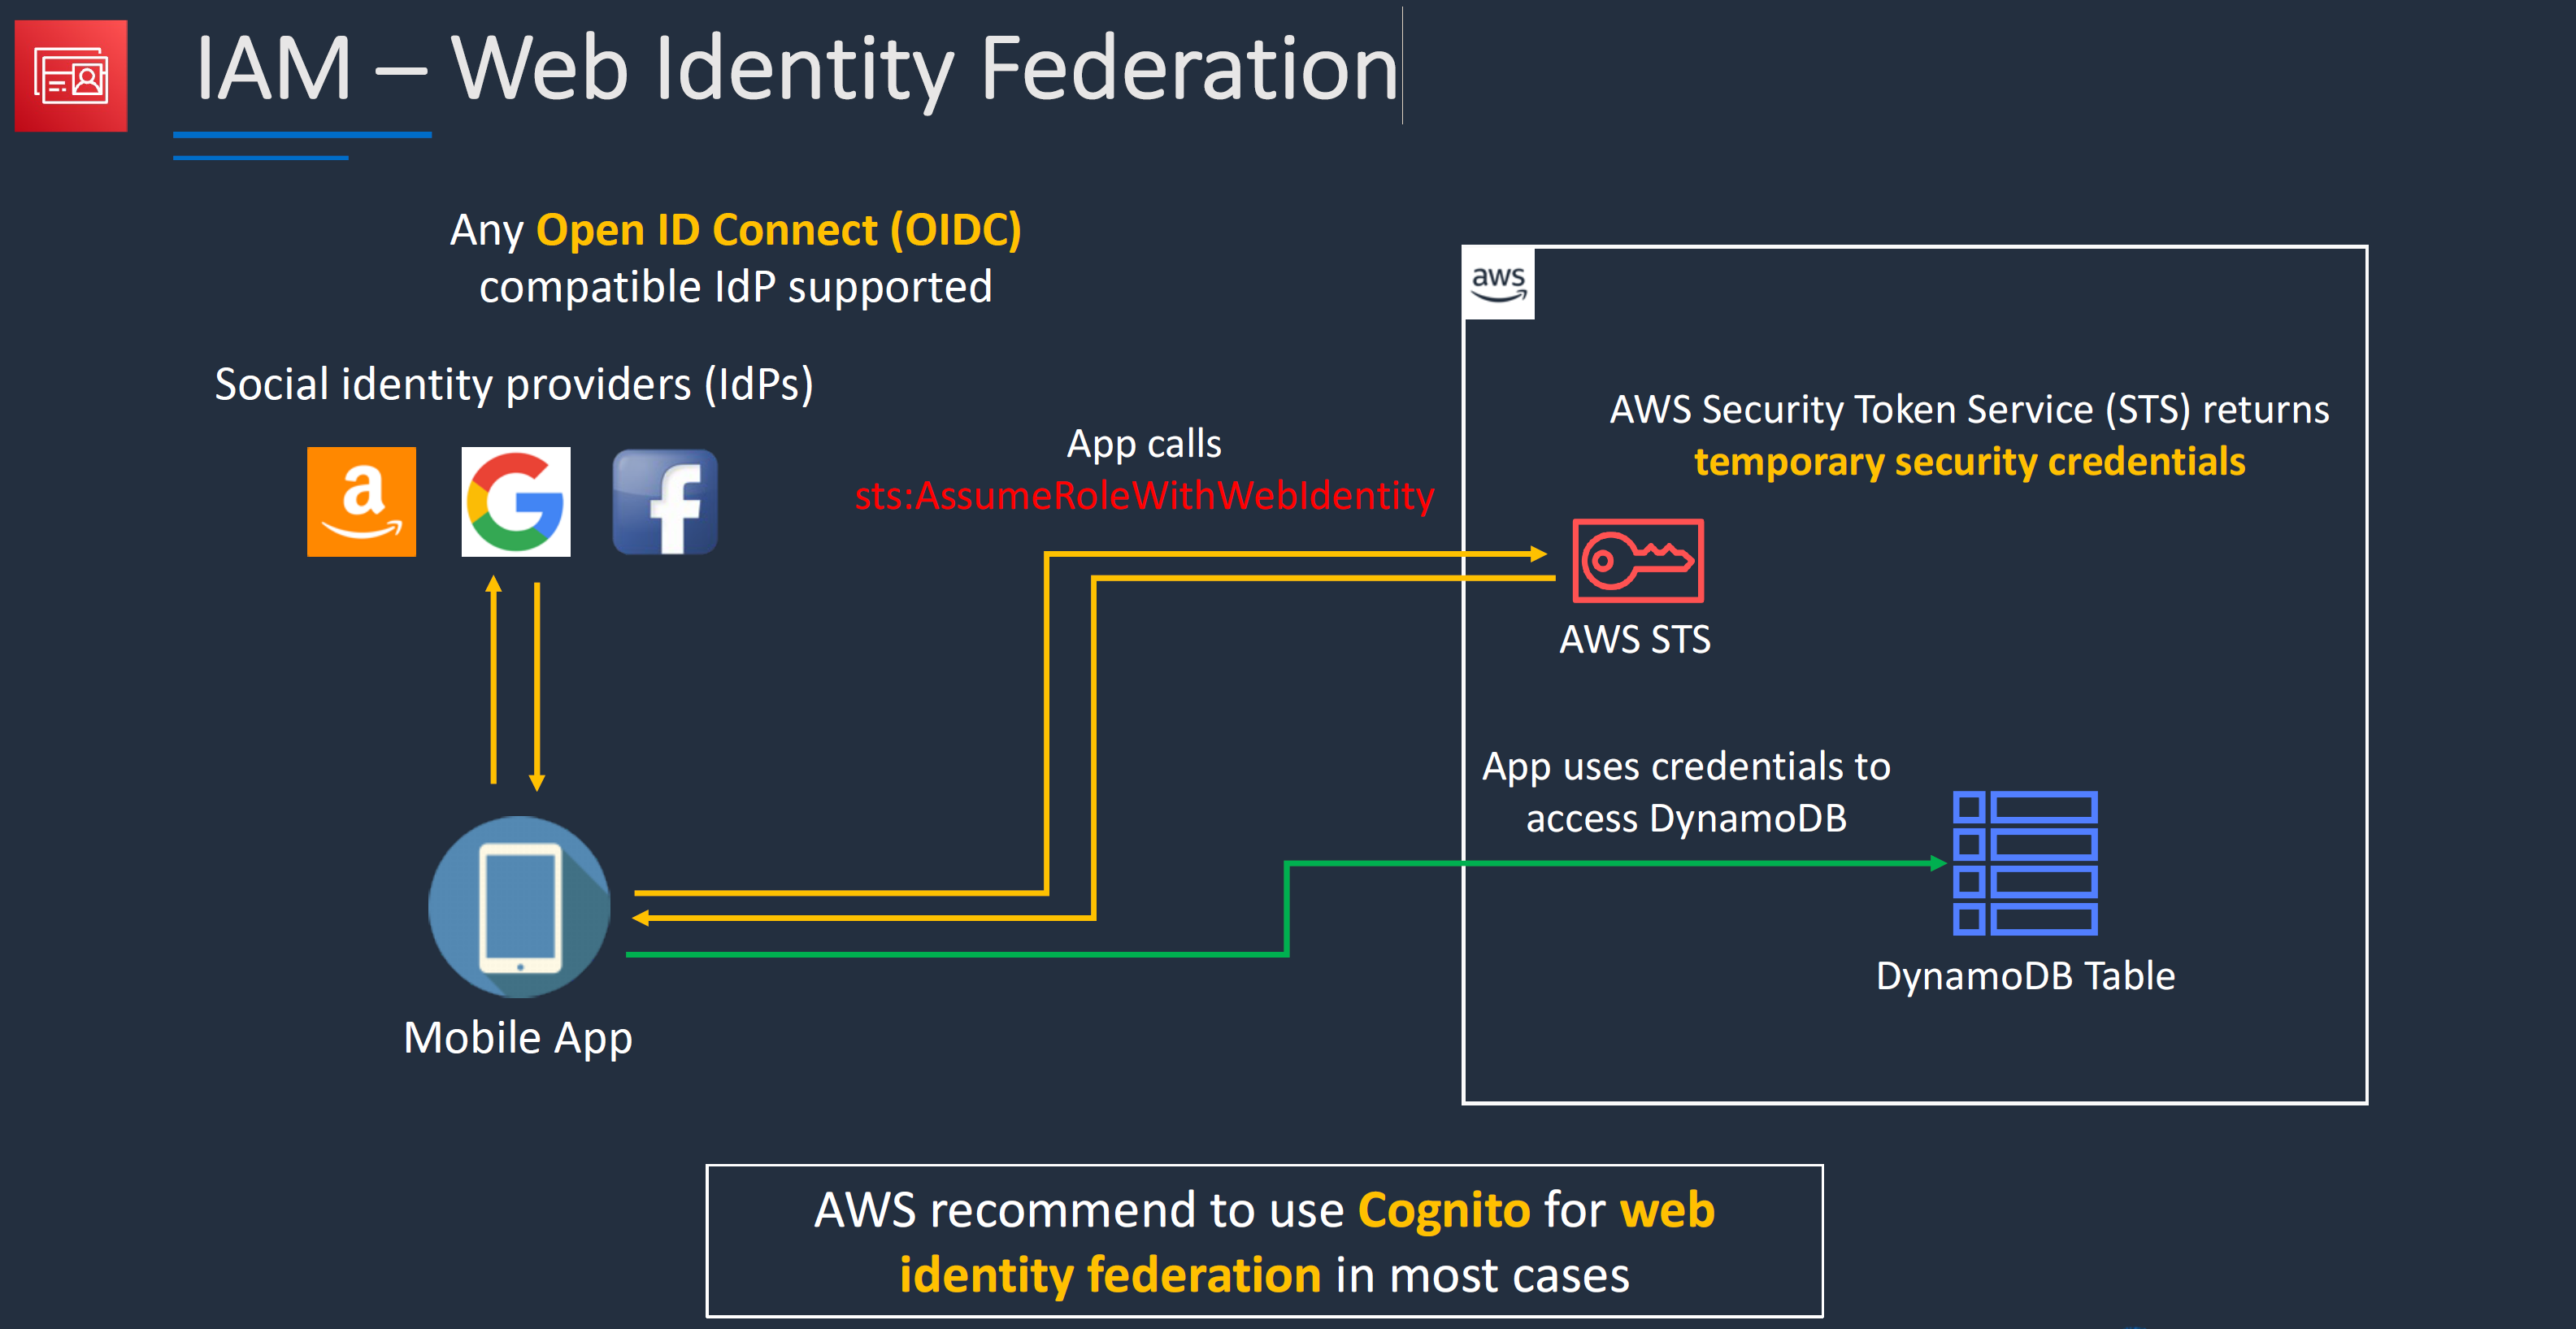 IAM – Web Identity Federation
Any Open ID Connect (OIDC)
compatible IdP supported
Social identity providers (IdPs)
a
G
f
App calls
sts:AssumeRoleWithWebIdentity
aws
AWS Security Token Service (STS) returns
temporary security credentials
AWS STS
App uses credentials to
access DynamoDB
DynamoDB Table
Mobile App
AWS recommend to use Cognito for web
identity federation in most cases